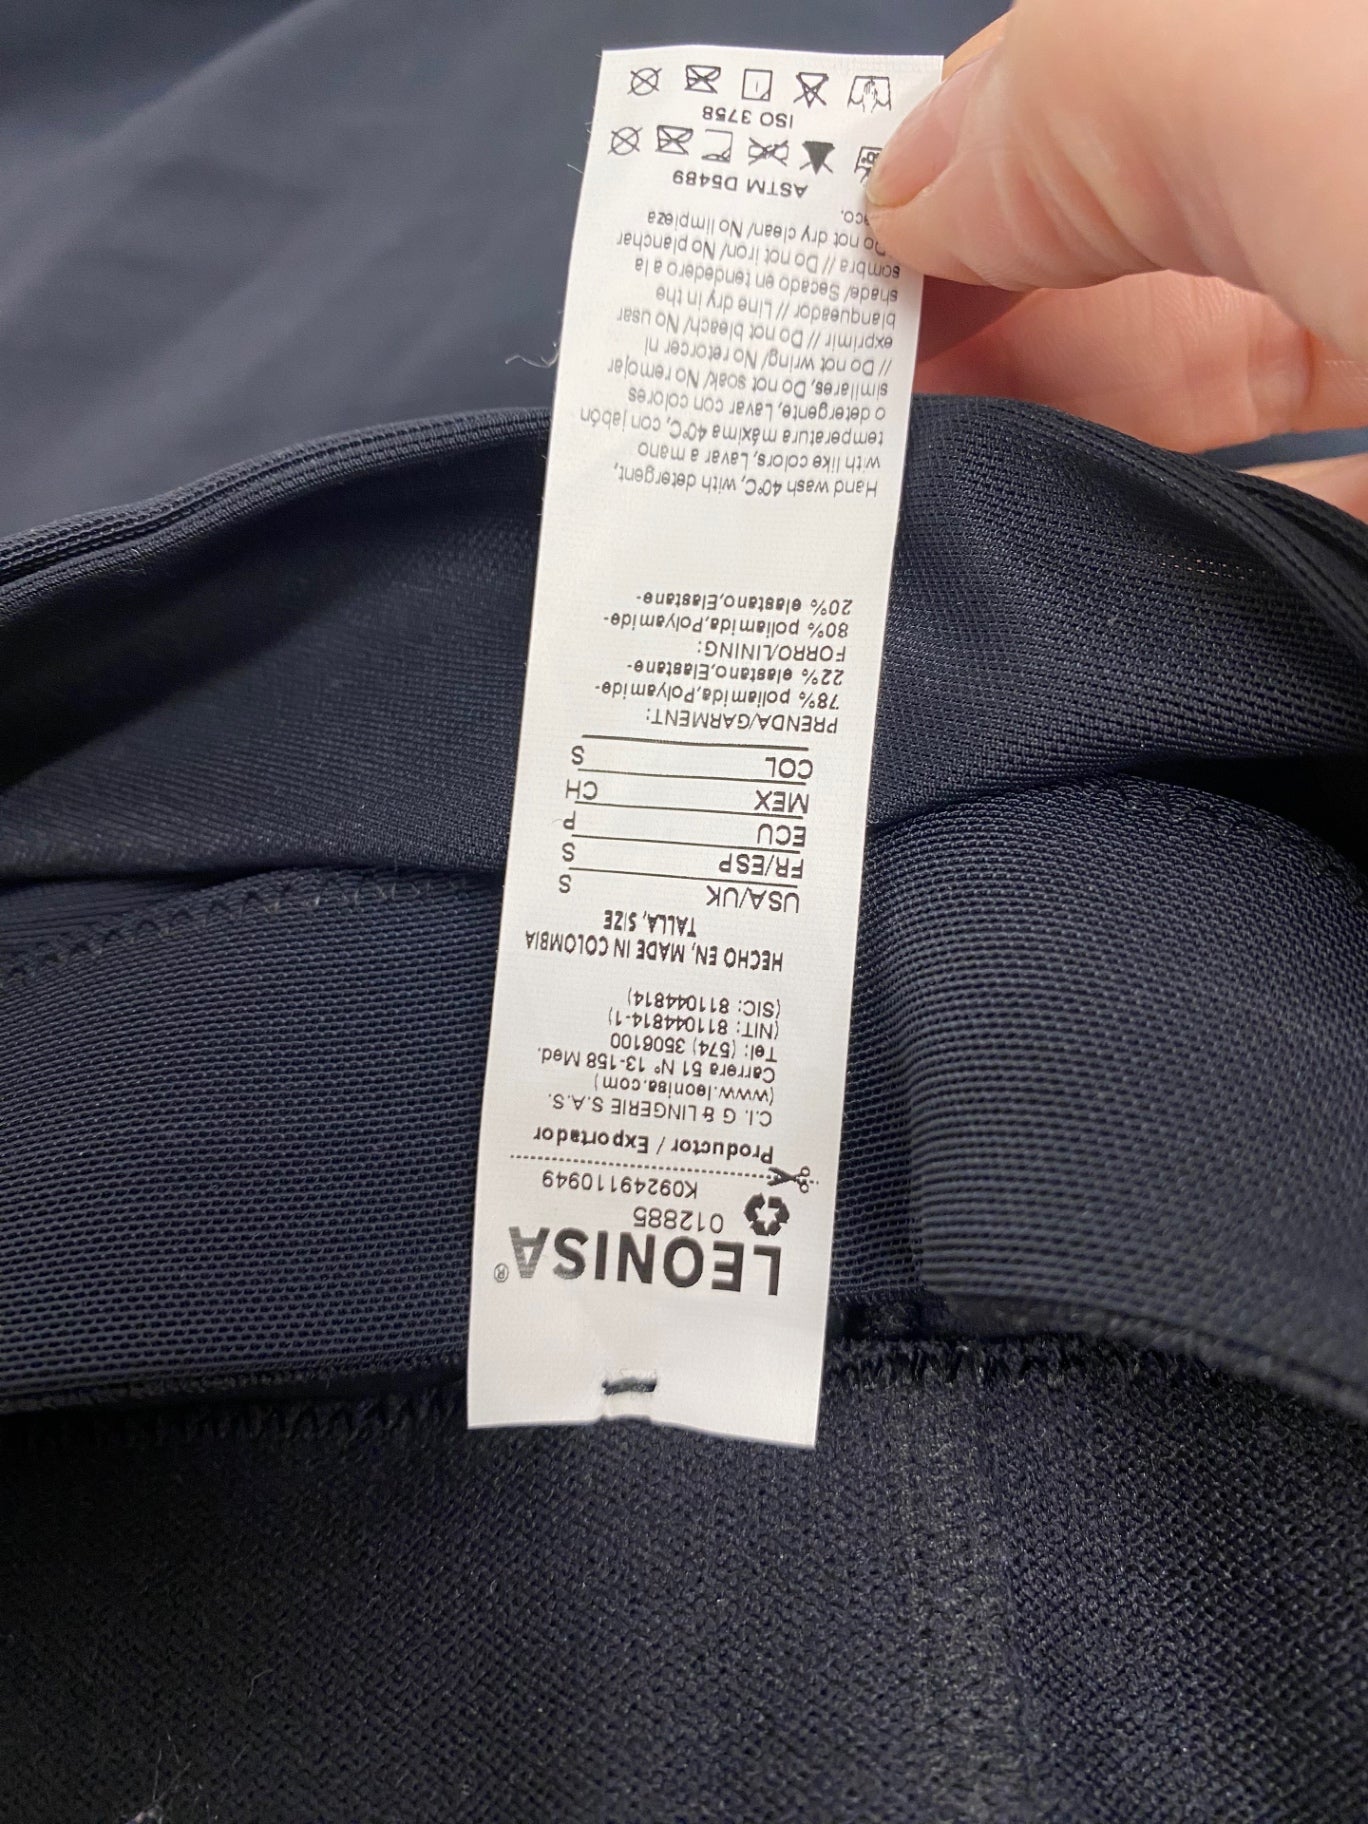 LEONISA®
012885
K09249110949
Productor / Exportador
C.I. G & LINGERIE S.A.S.
(www.leonisa.com)
Carrera 51 N° 13-158 Med.
Tel: (574) 3506100
(NIT: 811044814-1)
(SIC: 811044814)
HECHO EN, MADE IN COLOMBIA
TALLA, SIZE
USA/UK S
FR/ESP S
ECU P
MEX CH
COL S
PRENDA/GARMENT:
78% poliamida,Polyamide-
22% elastano,Elastane-
FORRO/LINING:
80% poliamida,Polyamide-
20% elastano,Elastane-
Hand wash 40°C, with detergent,
with like colors, Lavar a mano
temperatura máxima 40°C, con jabón
o detergente, Lavar con colores
similares, Do not soak/ No remojar
// Do not wring/ No retorcer ni
exprimir // Do not bleach/ No usar
blanqueador // Line dry in the
shade/ Secado en tendedero a la
sombra // Do not iron/ No planchar
Do not dry clean/ No limpieza
ASTM D5489
ISO 3758